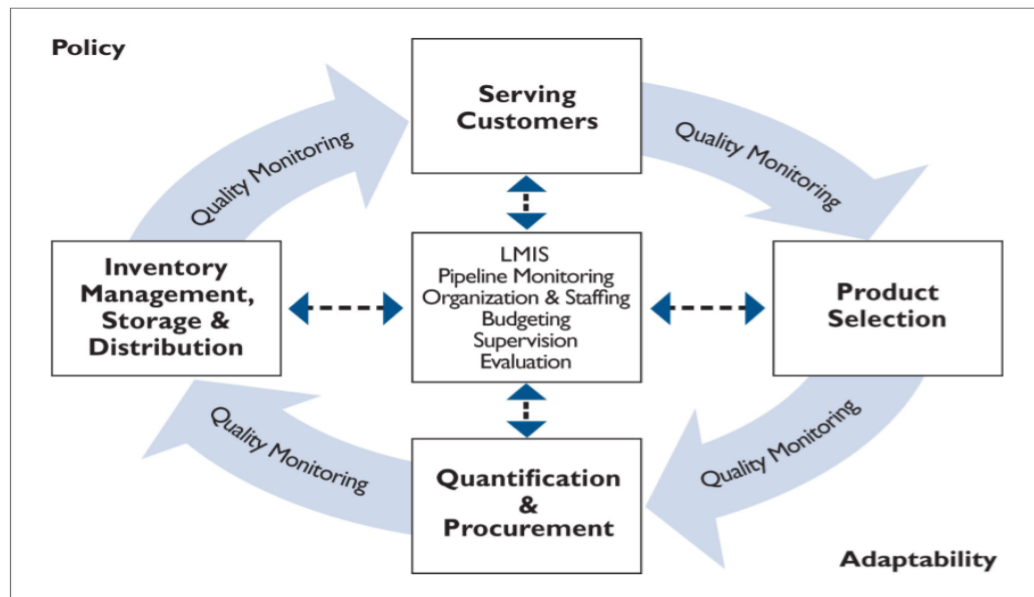 Policy
Serving
Customers
Quality Monitoring
Quality Monitoring
Inventory
Management,
Storage &
Distribution
LMIS
Pipeline Monitoring
Organization & Staffing
Budgeting
Supervision
Evaluation
Product
Selection
Quality Monitoring
Quality Monitoring
Quantification
&
Procurement
Adaptability